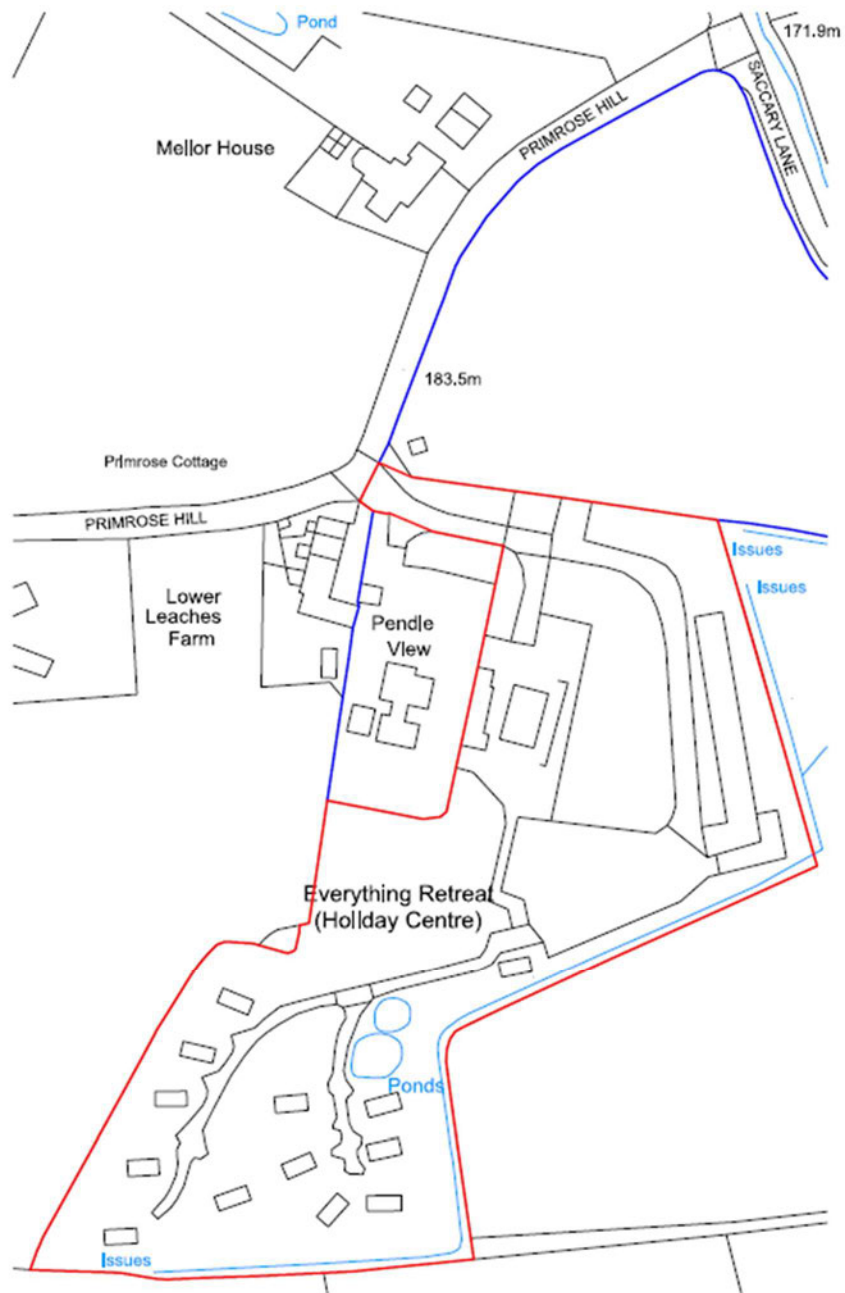 Pond
171.9m
SACCARY LANE
PRIMROSE HILL
Mellor House
183.5m
Primrose Cottage
PRIMROSE HILL
Issues
Issues
Lower
Leaches
Farm
Pendle
View
Everything Retreat
(Holiday Centre)
Ponds
Issues